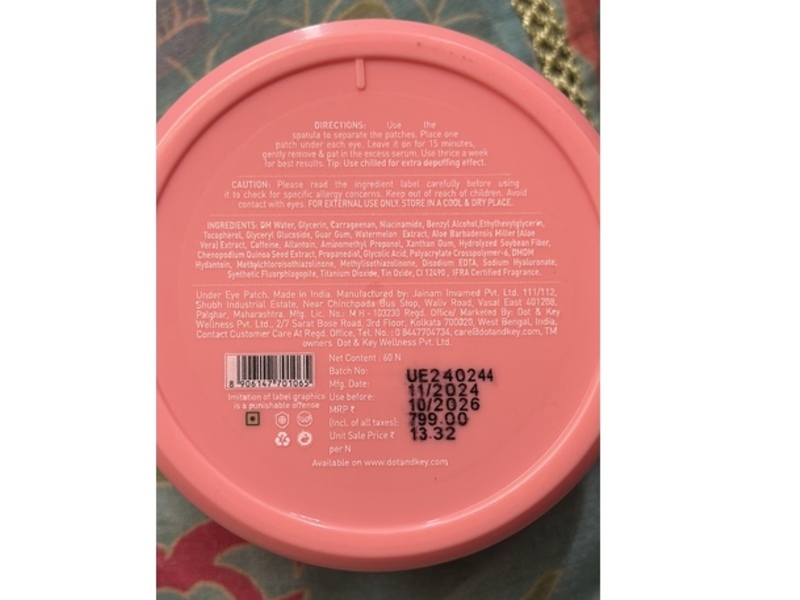 DIRECTIONS: Use the
spatula to separate the patches. Place one
patch under each eye. Leave it on for 15 minutes,
gently remove & pat in the excess serum. Use thrice a week
for best results. Tip: Use chilled for extra depuffing effect.
CAUTION: Please read the ingredient label carefully before using
it to check for specific allergy concerns. Keep out of reach of children. Avoid
contact with eyes. FOR EXTERNAL USE ONLY. STORE IN A COOL & DRY PLACE.
INGREDIENTS: DM Water, Glycerin, Carrageenan, Niacinamide, Benzyl Alcohol,Ethylhexylglycerin,
Tocopherol, Glyceryl Glucoside, Guar Gum, Watermelon Extract, Aloe Barbadensis Miller (Aloe
Vera) Extract, Caffeine, Allantoin, Aminomethyl Propanol, Xanthan Gum, Hydrolyzed Soybean Fiber,
Chenopodium Quinoa Seed Extract, Propanediol, Glycolic Acid, Polyacrylate Crosspolymer-6, DMDM
Hydantoin, Methylchloroisothiazolinone, Methylisothiazolinone, Disodium EDTA, Sodium Hyaluronate,
Synthetic Fluorphlogopite, Titanium Dioxide, Tin Oxide, CI 12490, IFRA Certified Fragrance.
Under Eye Patch. Made in India. Manufactured by: Jainam Invamed Pvt. Ltd. 111/112,
Shubh Industrial Estate, Near Chinchpada Bus Stop, Waliv Road, Vasai East 401208,
Palghar, Maharashtra. Mfg. Lic. No.: MH-103230 Regd. Office/ Marketed By: Dot & Key
Wellness Pvt. Ltd., 2/7 Sarat Bose Road, 3rd Floor, Kolkata 700020, West Bengal, India,
Contact Customer Care At Regd. Office, Tel. No.: 08447704734, care@dotandkey.com, TM
owners. Dot & Key Wellness Pvt. Ltd.
8 906147 701065
Imitation of label graphics
is a punishable offense
Net Content : 60 N
Batch No: UE240244
Mfg. Date: 11/2024
Use before: 10/2026
MRP ₹ 799.00
(Incl. of all taxes):
Unit Sale Price ₹ 13.32
per N
Available on www.dotandkey.com